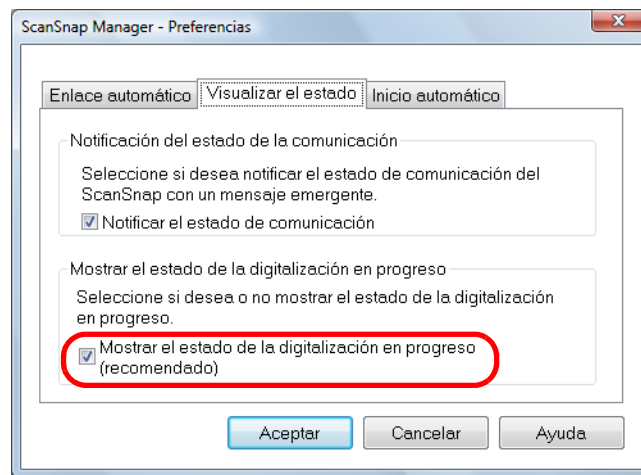 ScanSnap Manager - Preferencias
Enlace automático Visualizar el estado Inicio automático
Notificación del estado de la comunicación
Seleccione si desea notificar el estado de comunicación del
ScanSnap con un mensaje emergente.
Notificar el estado de comunicación
Mostrar el estado de la digitalización en progreso
Seleccione si desea o no mostrar el estado de la digitalización
en progreso.
Mostrar el estado de la digitalización en progreso
(recomendado)
Aceptar Cancelar Ayuda